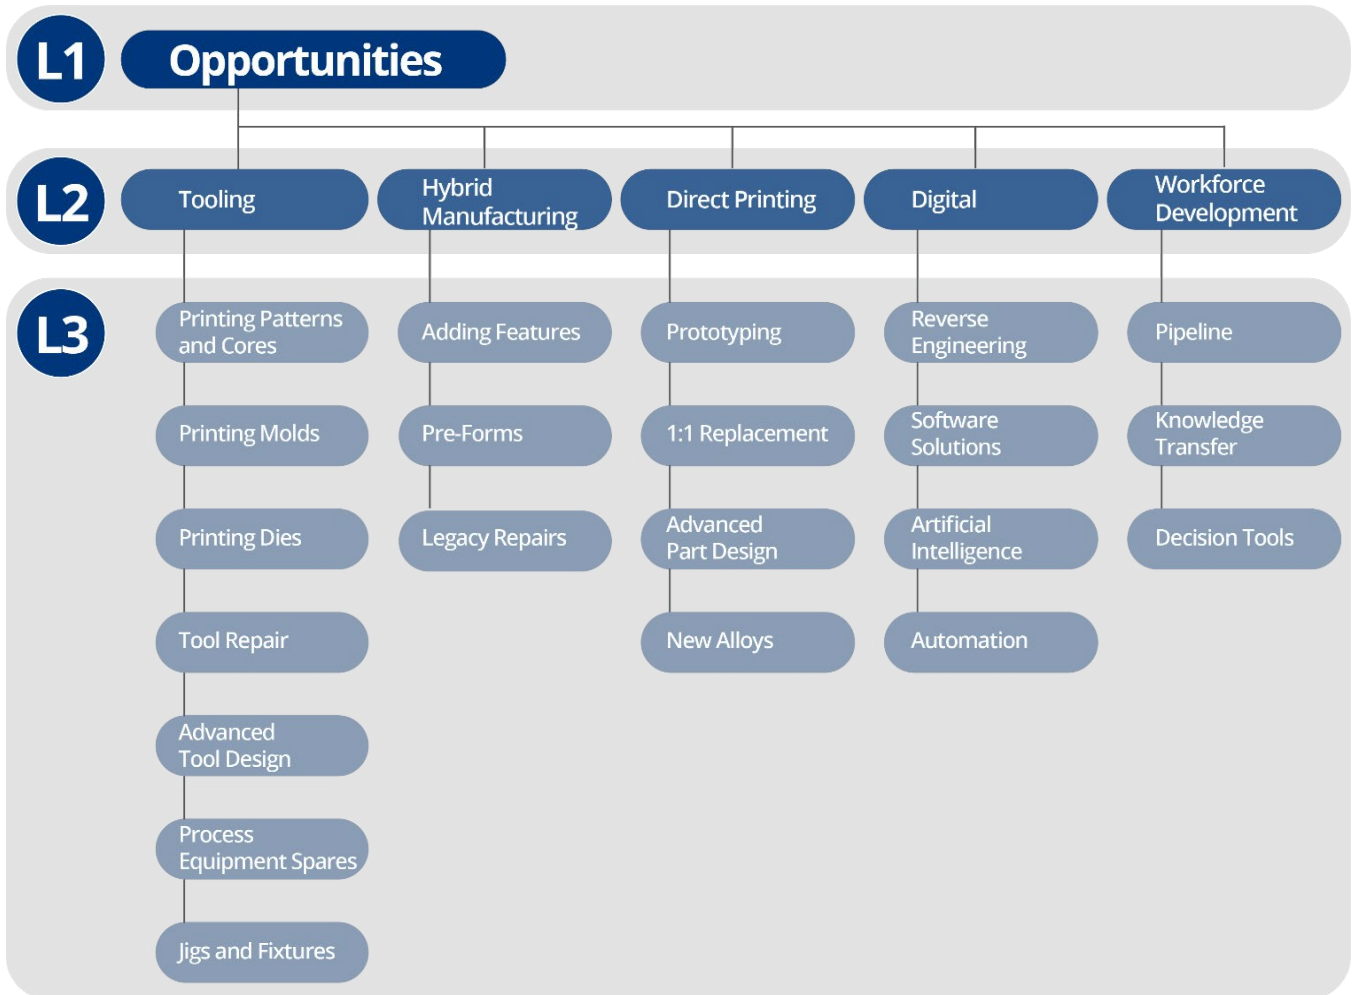 L1
Opportunities
L2
Tooling
Hybrid
Manufacturing
Direct Printing
Digital
Workforce
Development
L3
Printing Patterns
and Cores
Printing Molds
Printing Dies
Tool Repair
Advanced
Tool Design
Process
Equipment Spares
Jigs and Fixtures
Adding Features
Pre-Forms
Legacy Repairs
Prototyping
1:1 Replacement
Advanced
Part Design
New Alloys
Reverse
Engineering
Software
Solutions
Artificial
Intelligence
Automation
Pipeline
Knowledge
Transfer
Decision Tools